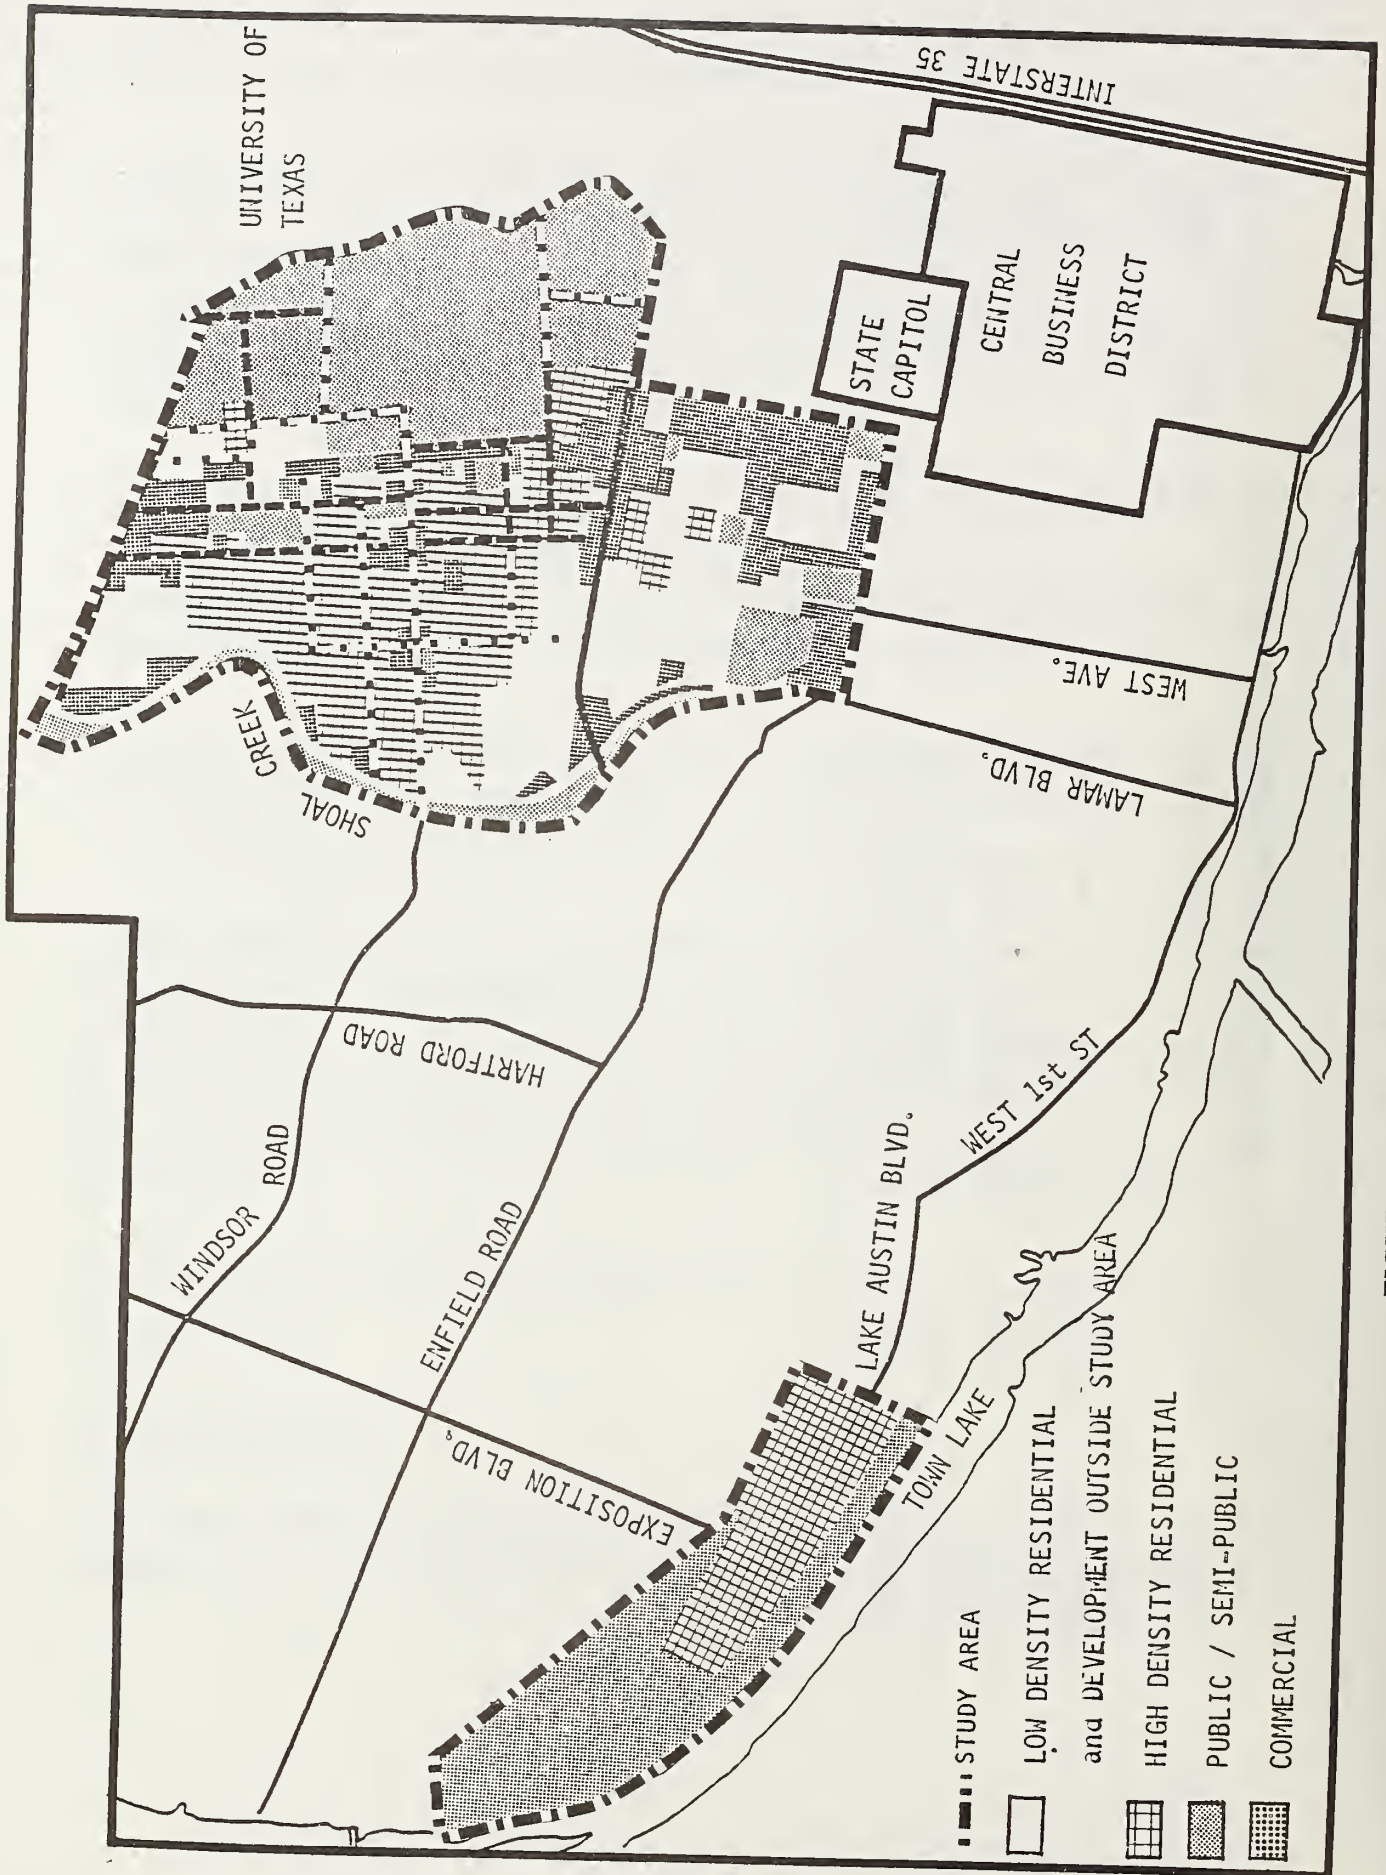 UNIVERSITY OF
TEXAS
INTERSTATE 35
STATE
CAPITOL
CENTRAL
BUSINESS
DISTRICT
SHOAL
CREEK
WEST AVE.
LAMAR BLVD.
HARTFORD ROAD
WINDSOR
ROAD
ENFIELD ROAD
EXPOSITION BLVD.
WEST 1st ST
LAKE AUSTIN BLVD.
TOWN LAKE
STUDY AREA
LOW DENSITY RESIDENTIAL
and DEVELOPMENT OUTSIDE STUDY AREA
HIGH DENSITY RESIDENTIAL
PUBLIC / SEMI-PUBLIC
COMMERCIAL